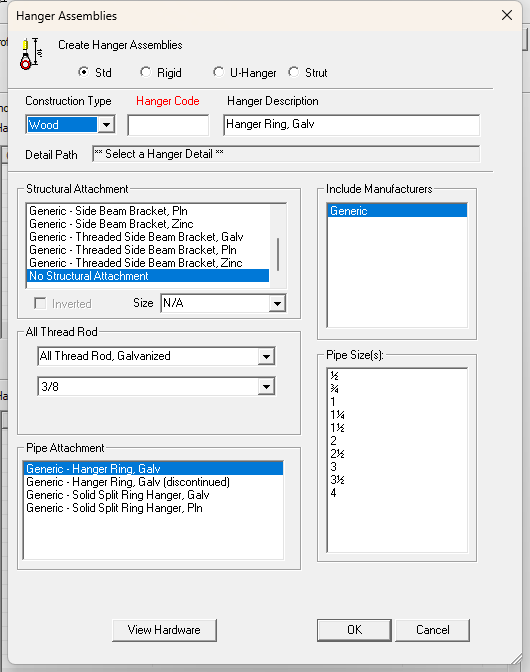 Hanger Assemblies
Create Hanger Assemblies
Std Rigid U-Hanger Strut
Construction Type Hanger Code Hanger Description
Wood Hanger Ring, Galv
Detail Path ** Select a Hanger Detail **
Structural Attachment
Generic - Side Beam Bracket, Pln
Generic - Side Beam Bracket, Zinc
Generic - Threaded Side Beam Bracket, Galv
Generic - Threaded Side Beam Bracket, Pln
Generic - Threaded Side Beam Bracket, Zinc
No Structural Attachment
Inverted Size N/A
Include Manufacturers
Generic
All Thread Rod
All Thread Rod, Galvanized
3/8
Pipe Size(s):
½
¾
1
1¼
1½
2
2½
3
3½
4
Pipe Attachment
Generic - Hanger Ring, Galv
Generic - Hanger Ring, Galv (discontinued)
Generic - Solid Split Ring Hanger, Galv
Generic - Solid Split Ring Hanger, Pln
View Hardware OK Cancel